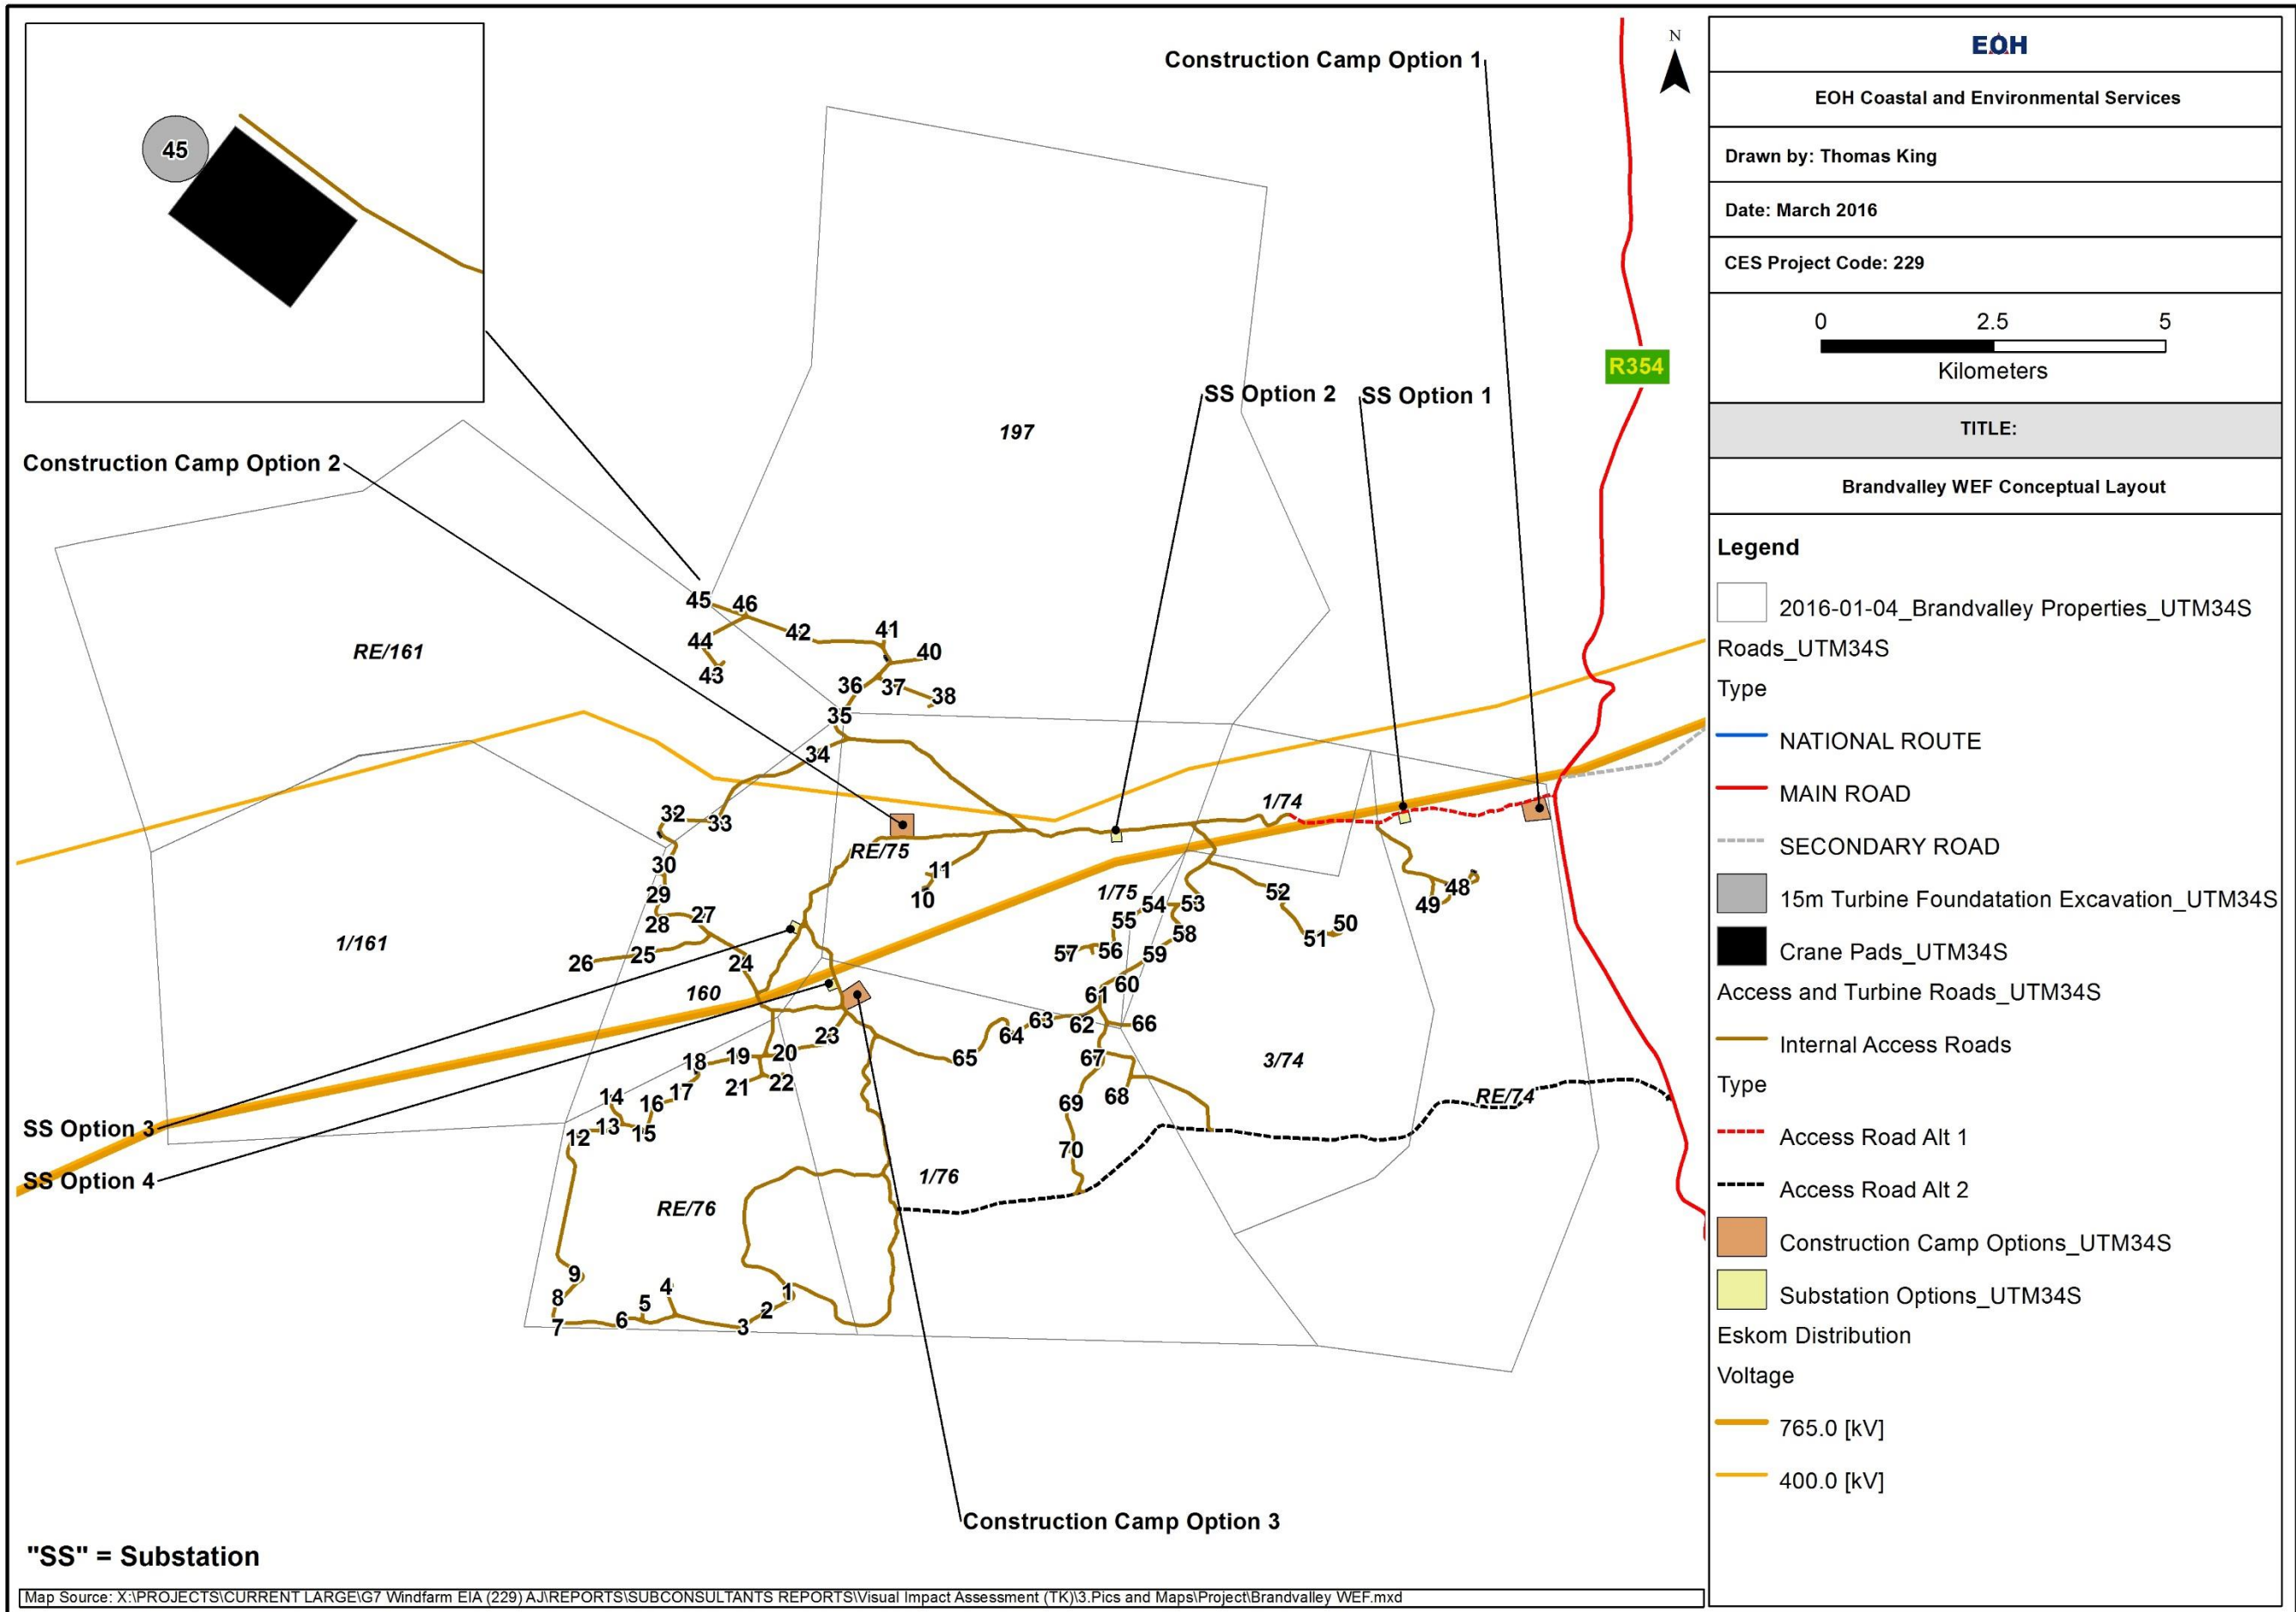 Construction Camp Option 1
N
45
R354
SS Option 2
SS Option 1
197
Construction Camp Option 2
45
46
42
41
40
44
43
36
37
38
35
34
RE/161
1/74
32
33
RE/75
30
11
10
29
28
27
1/75
54
53
52
48
49
55
50
51
58
1/161
26
25
24
57
56
59
160
60
61
63
62
66
64
23
65
18
19
20
67
3/74
21
22
17
68
RE/74
14
16
69
SS Option 3
12
13
15
70
SS Option 4
1/76
RE/76
9
8
4
1
5
2
6
7
3
Construction Camp Option 3
"SS" = Substation
Map Source: X:\PROJECTS\CURRENT LARGE\G7 Windfarm EIA (229) AJ\REPORTS\SUBCONSULTANTS REPORTS\Visual Impact Assessment (TK)\3.Pics and Maps\Project\Brandvalley WEF.mxd
EOH
EOH Coastal and Environmental Services
Drawn by: Thomas King
Date: March 2016
CES Project Code: 229
0 2.5 5
Kilometers
TITLE:
Brandvalley WEF Conceptual Layout
Legend
2016-01-04_Brandvalley Properties_UTM34S
Roads_UTM34S
Type
NATIONAL ROUTE
MAIN ROAD
SECONDARY ROAD
15m Turbine Foundatation Excavation_UTM34S
Crane Pads_UTM34S
Access and Turbine Roads_UTM34S
Internal Access Roads
Type
Access Road Alt 1
Access Road Alt 2
Construction Camp Options_UTM34S
Substation Options_UTM34S
Eskom Distribution
Voltage
765.0 [kV]
400.0 [kV]